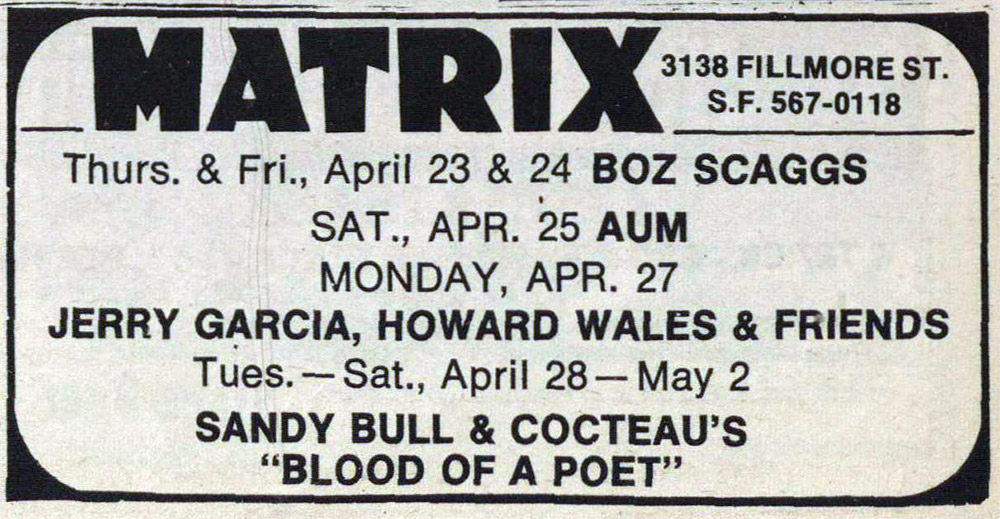 MATRIX
3138 FILLMORE ST.
S.F. 567-0118
Thurs. & Fri., April 23 & 24 BOZ SCAGGS
SAT., APR. 25 AUM
MONDAY, APR. 27
JERRY GARCIA, HOWARD WALES & FRIENDS
Tues. — Sat., April 28 — May 2
SANDY BULL & COCTEAU'S
“BLOOD OF A POET”